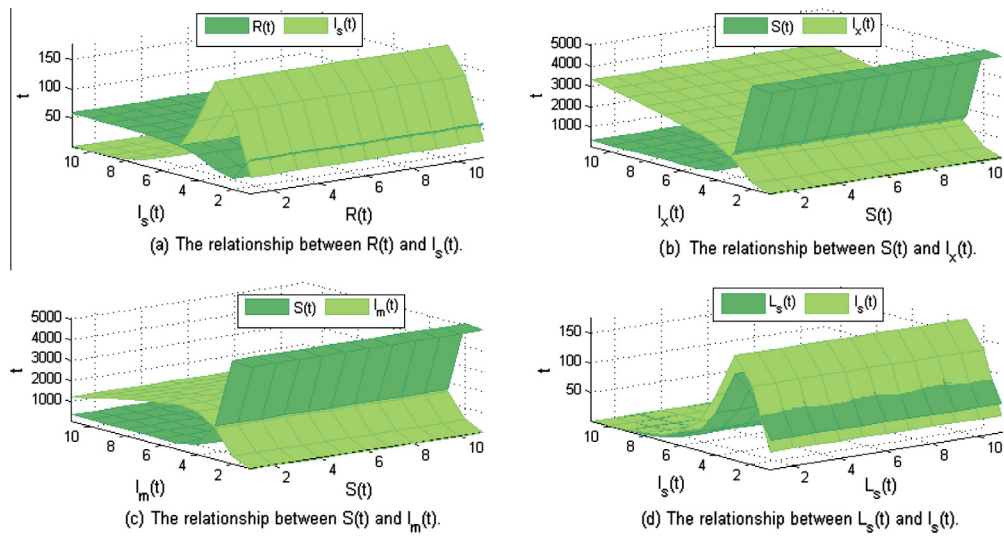 R(t) I_s(t)
150
100
50
t
10 8 6 4 2
2 4 6 8 10
I_s(t)
R(t)
(a) The relationship between R(t) and I_s(t).
S(t) I_x(t)
5000
4000
3000
2000
1000
t
10 8 6 4 2
2 4 6 8 10
I_x(t)
S(t)
(b) The relationship between S(t) and I_x(t).
S(t) I_m(t)
5000
4000
3000
2000
1000
t
10 8 6 4 2
2 4 6 8 10
I_m(t)
S(t)
(c) The relationship between S(t) and I_m(t).
L_s(t) I_s(t)
150
100
50
t
10 8 6 4 2
2 4 6 8 10
I_s(t)
L_s(t)
(d) The relationship between L_s(t) and I_s(t).